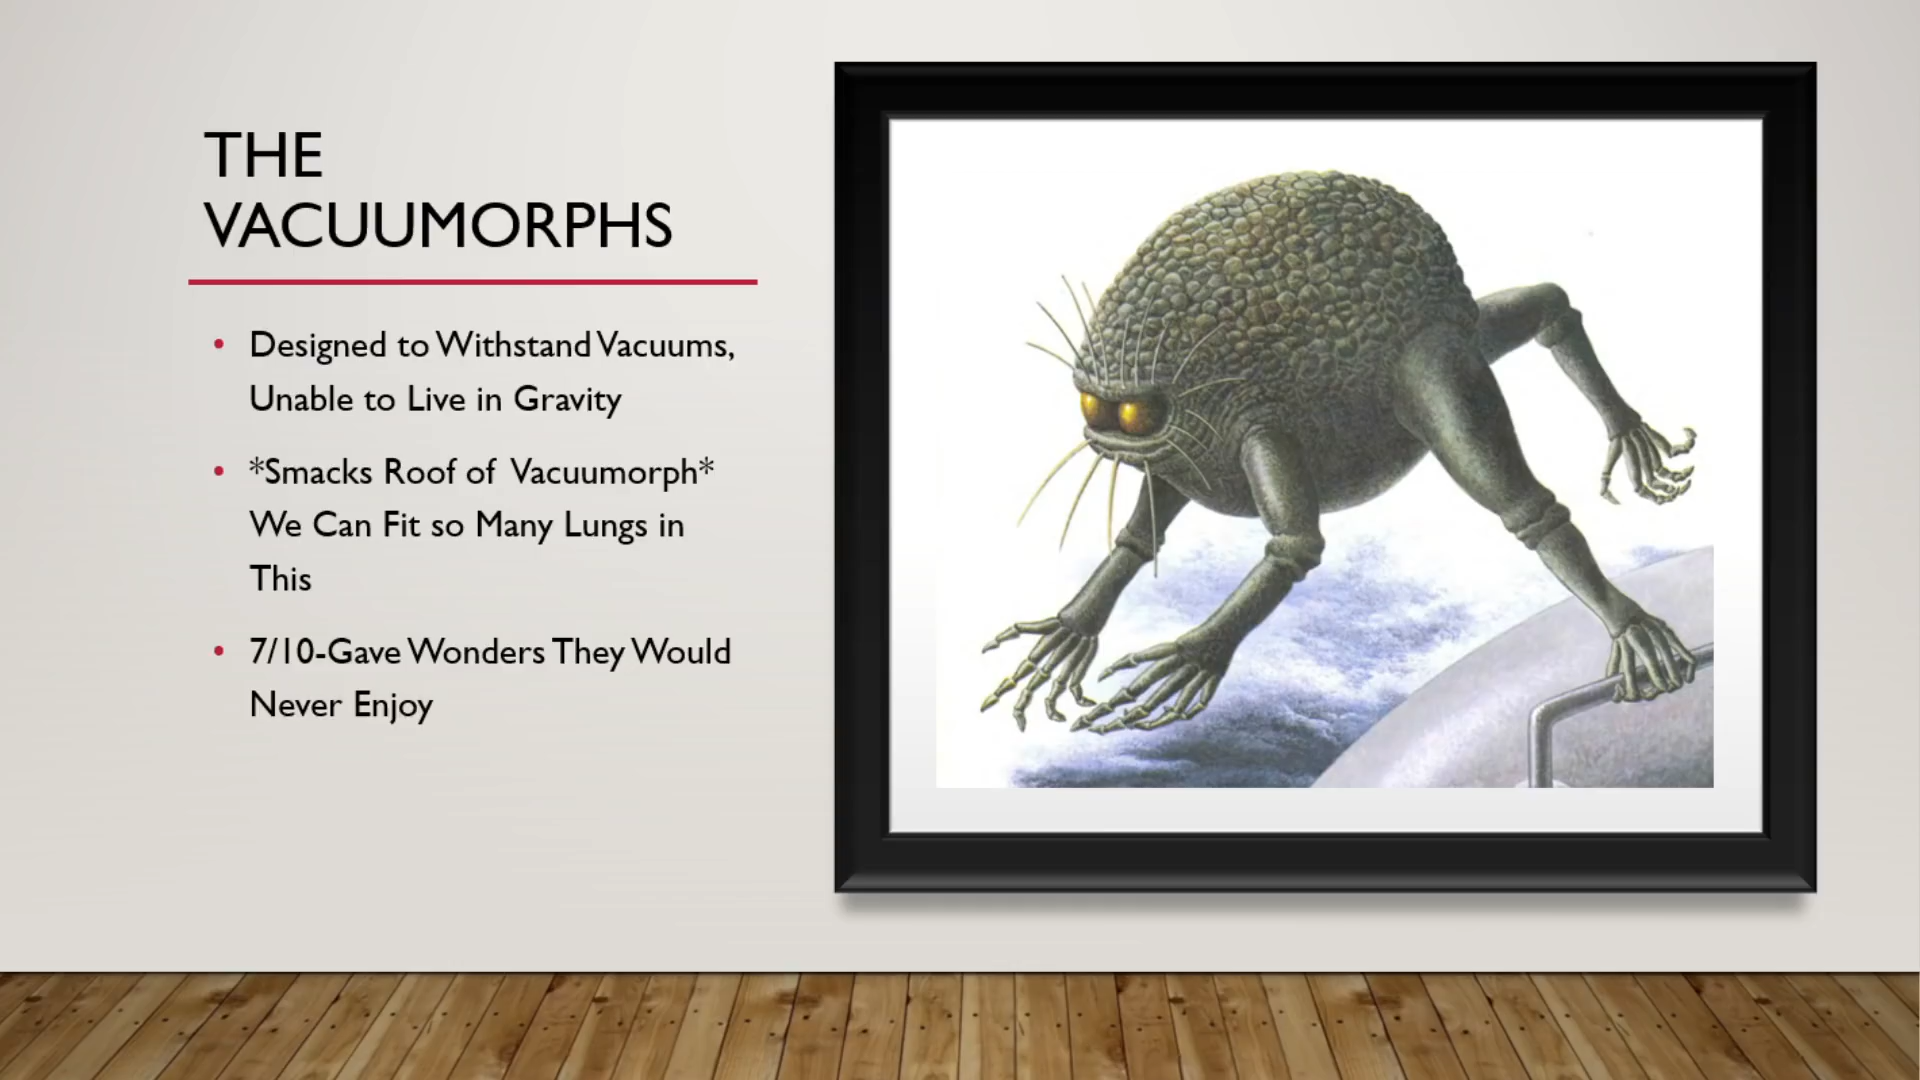 THE
VACUUMORPHS
• Designed to Withstand Vacuums,
Unable to Live in Gravity
• *Smacks Roof of Vacuumorph*
We Can Fit so Many Lungs in
This
• 7/10-Gave Wonders They Would
Never Enjoy